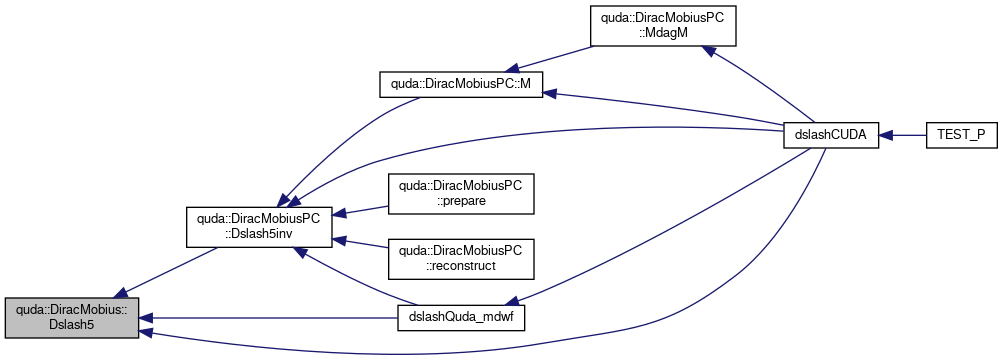 quda::DiracMobiusPC
::MdagM
quda::DiracMobiusPC::M
dslashCUDA
TEST_P
quda::DiracMobiusPC
::prepare
quda::DiracMobiusPC
::Dslash5inv
quda::DiracMobiusPC
::reconstruct
quda::DiracMobius::
Dslash5
dslashQuda_mdwf